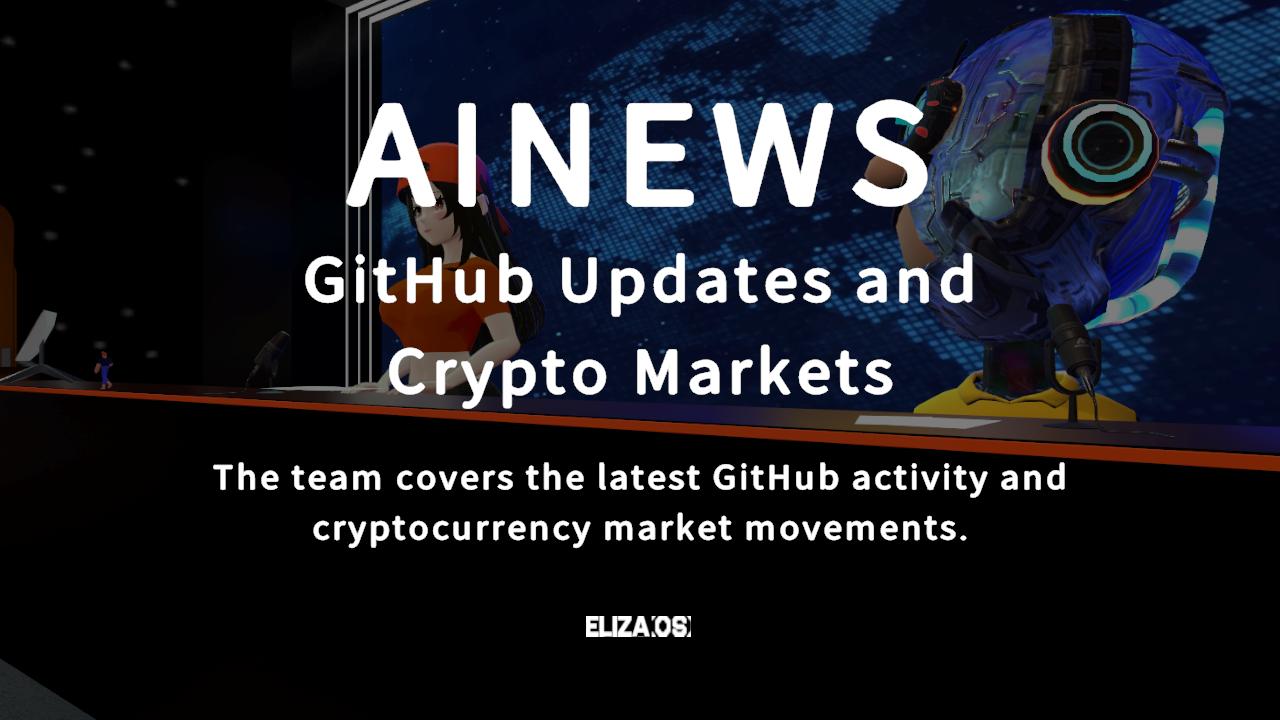 AINEWS
GitHub Updates and
Crypto Markets
The team covers the latest GitHub activity and
cryptocurrency market movements.
ELIZA OS